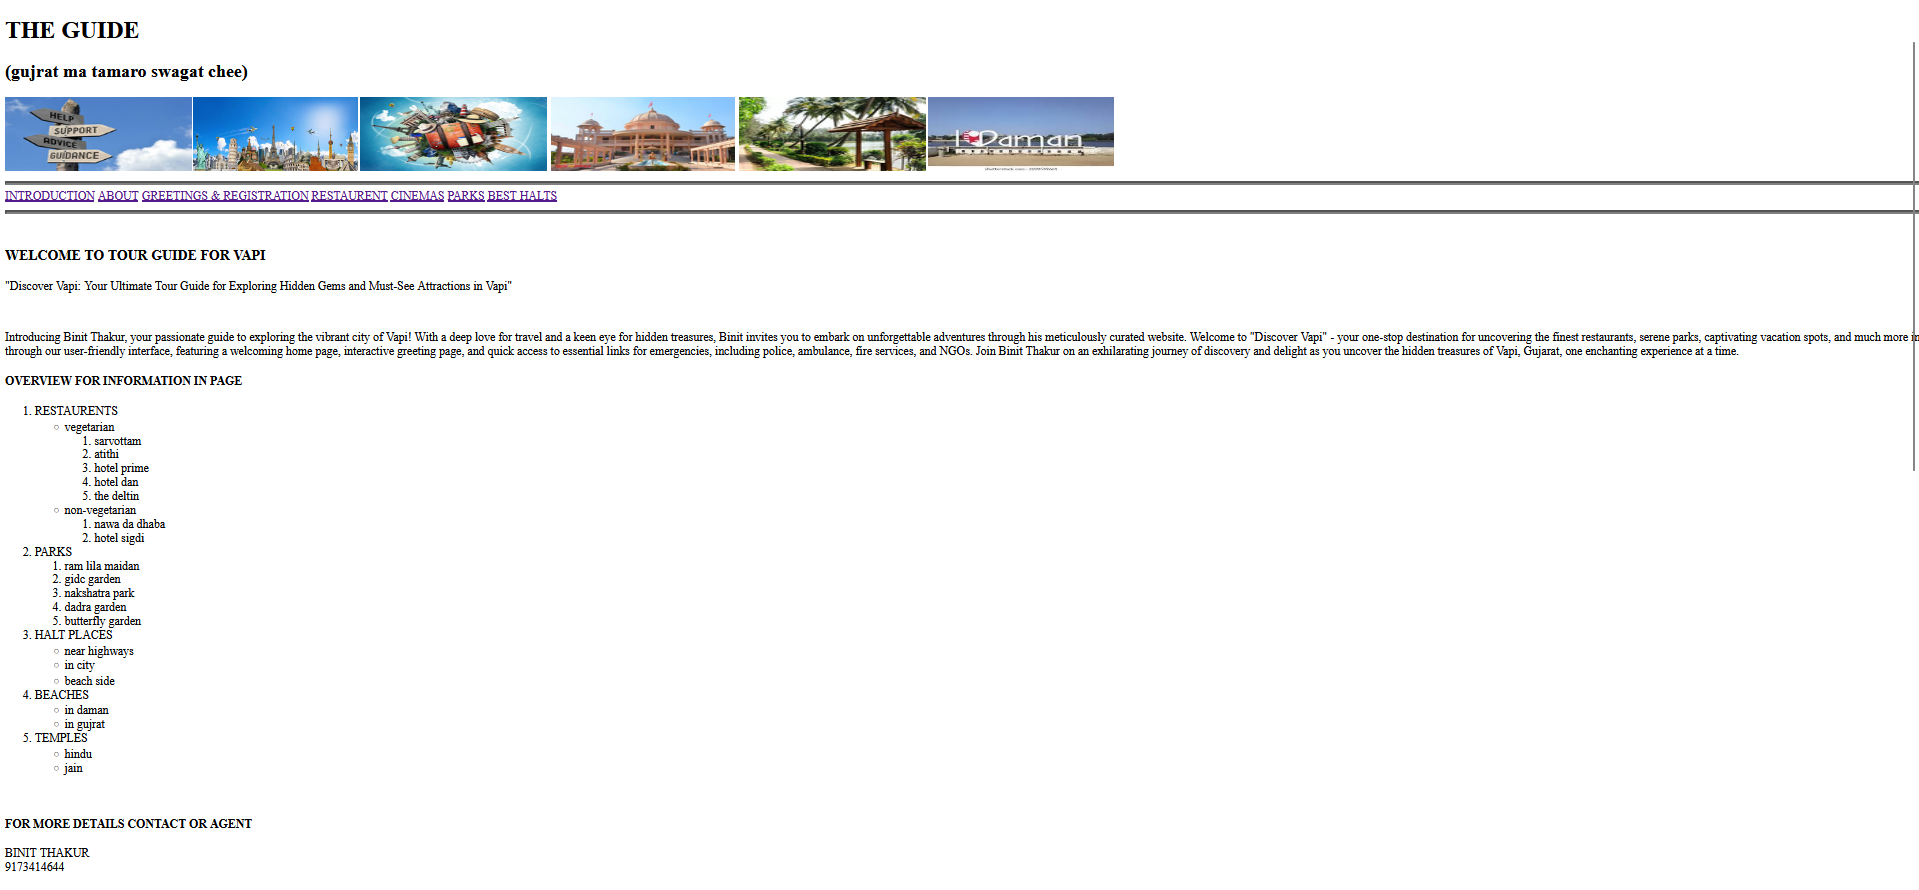 THE GUIDE
(gujrat ma tamaro swagat chee)
HELP
SUPPORT
ADVICE
GUIDANCE
I Daman
INTRODUCTION ABOUT GREETINGS & REGISTRATION RESTAURENT CINEMAS PARKS BEST HALTS
WELCOME TO TOUR GUIDE FOR VAPI
"Discover Vapi: Your Ultimate Tour Guide for Exploring Hidden Gems and Must-See Attractions in Vapi"
Introducing Binit Thakur, your passionate guide to exploring the vibrant city of Vapi! With a deep love for travel and a keen eye for hidden treasures, Binit invites you to embark on unforgettable adventures through his meticulously curated website. Welcome to "Discover Vapi" - your one-stop destination for uncovering the finest restaurants, serene parks, captivating vacation spots, and much more in
through our user-friendly interface, featuring a welcoming home page, interactive greeting page, and quick access to essential links for emergencies, including police, ambulance, fire services, and NGOs. Join Binit Thakur on an exhilarating journey of discovery and delight as you uncover the hidden treasures of Vapi, Gujarat, one enchanting experience at a time.
OVERVIEW FOR INFORMATION IN PAGE
1. RESTAURENTS
vegetarian
1. sarvottam
2. atithi
3. hotel prime
4. hotel dan
5. the deltin
non-vegetarian
1. nawa da dhaba
2. hotel sigdi
2. PARKS
1. ram lila maidan
2. gidc garden
3. nakshatra park
4. dadra garden
5. butterfly garden
3. HALT PLACES
near highways
in city
beach side
4. BEACHES
in daman
in gujrat
5. TEMPLES
hindu
jain
FOR MORE DETAILS CONTACT OR AGENT
BINIT THAKUR
9173414644